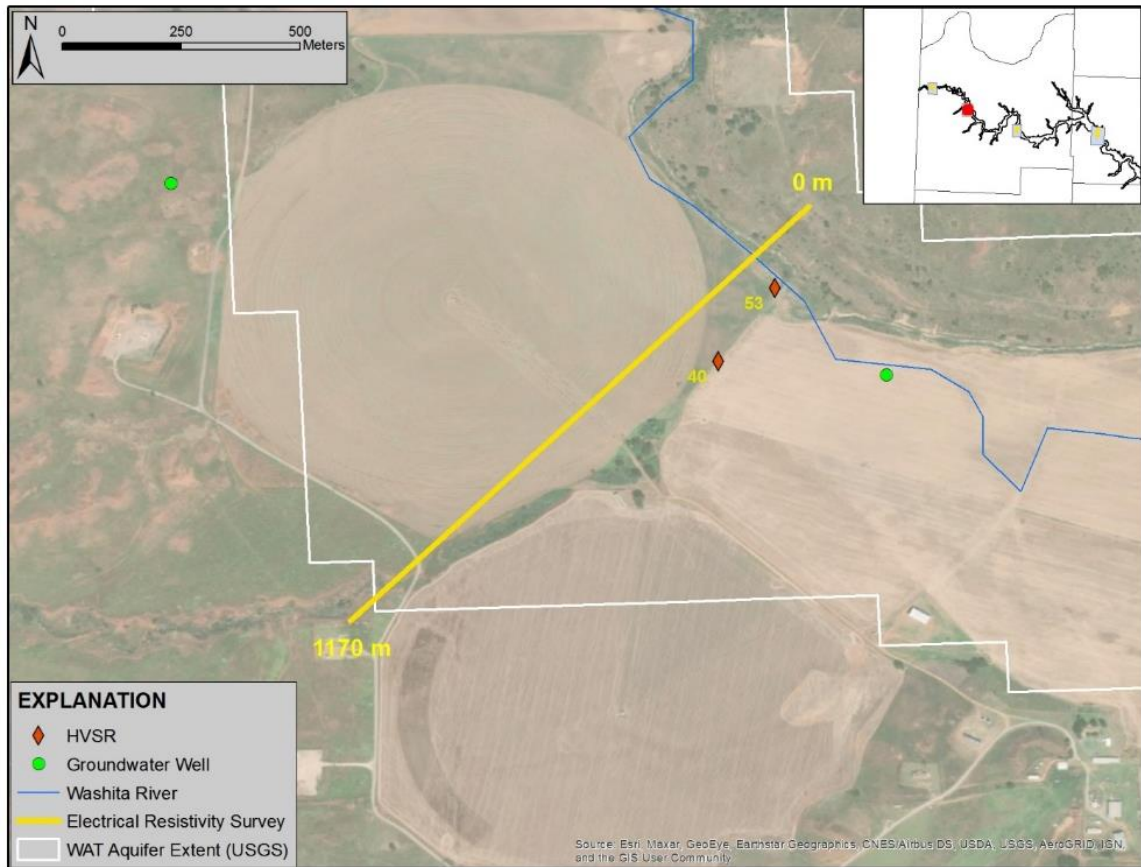 N
0 250 500
Meters
0 m
53
40
1170 m
EXPLANATION
HVSR
Groundwater Well
Washita River
Electrical Resistivity Survey
WAT Aquifer Extent (USGS)
Source: Esri, Maxar, GeoEye, Earthstar Geographics, CNES/Airbus DS, USDA, USGS, AeroGRID, IGN,
and the GIS User Community